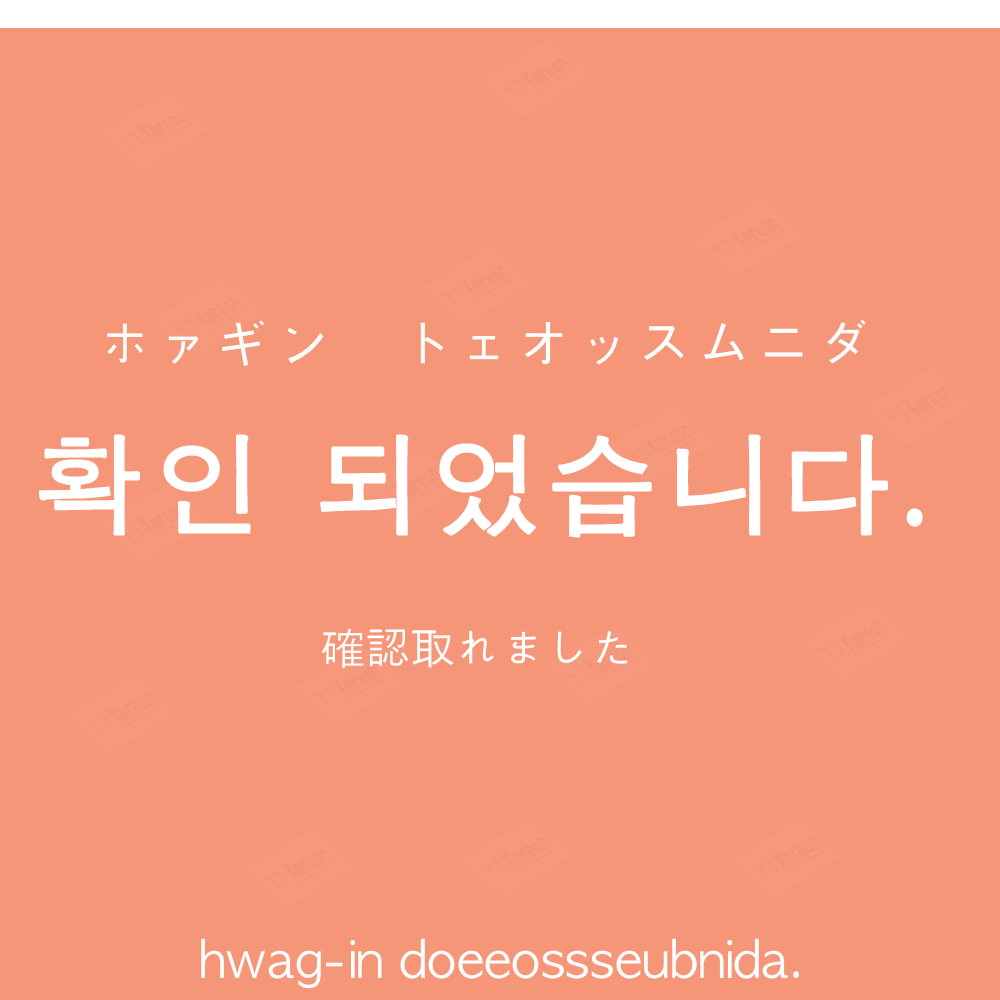 ホァギン トェオッスムニダ
확인 되었습니다.
確認取れました
hwag-in doeeossseubnida.